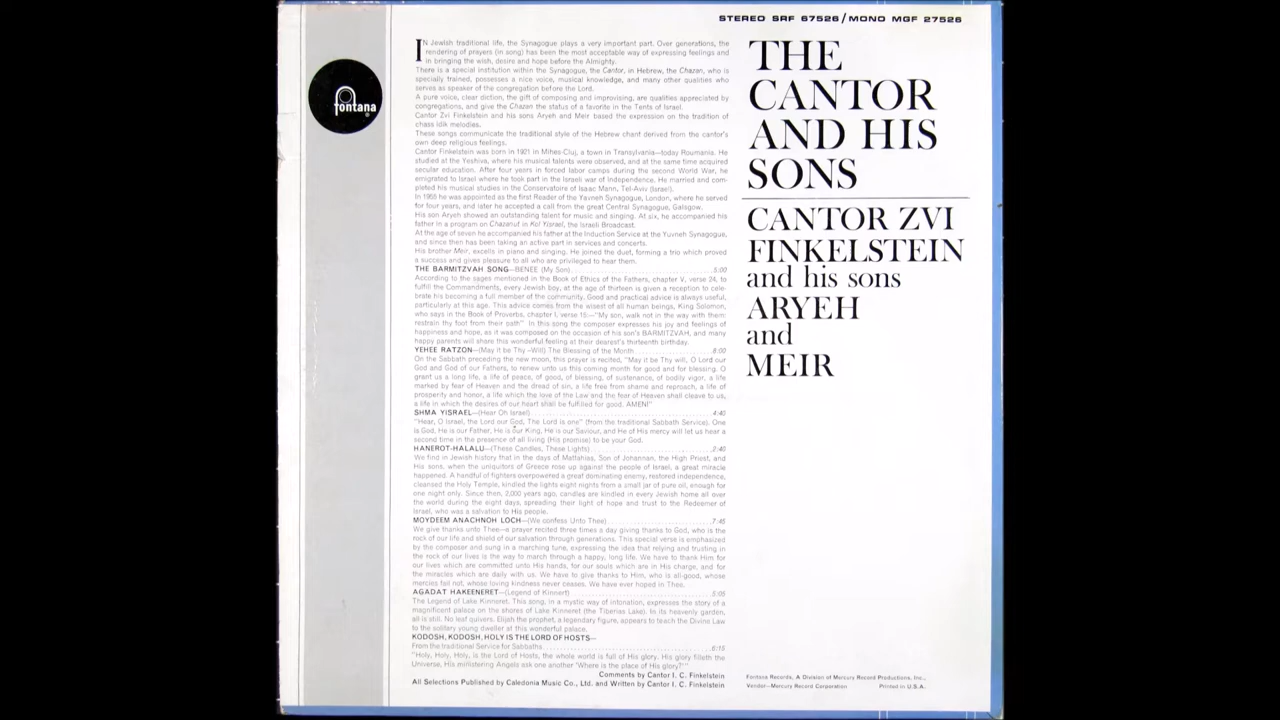 STEREO SRF 67526/MONO MGF 27526
fontana
IN Jewish traditional life, the Synagogue plays a very important part. Over generations, the
rendering of prayers (in song) has been the most acceptable way of expressing feelings and
in bringing the wish, desire and hope before the Almighty.
There is a special institution within the Synagogue, the Cantor, in Hebrew, the Chazan, who is
specially trained, possesses a nice voice, musical knowledge, and many other qualities who
serves as speaker of the congregation before the Lord.
A pure voice, clear diction, the gift of composing and improvising, are qualities appreciated by
congregations, and give the Chazan the status of a favorite in the Tents of Israel.
Cantor Zvi Finkelstein and his sons Aryeh and Meir based the expression on the tradition of
chass idik melodies.
These songs communicate the traditional style of the Hebrew chant derived from the cantor's
own deep religious feelings.
Cantor Finkelstein was born in 1921 in Mihes-Cluj, a town in Transylvania—today Roumania. He
studied at the Yeshiva, where his musical talents were observed, and at the same time acquired
secular education. After four years in forced labor camps during the second World War, he
emigrated to Israel where he took part in the Israeli war of Independence. He married and com-
pleted his musical studies in the Conservatoire of Isaac Mann, Tel-Aviv (Israel).
In 1955 he was appointed as the first Reader of the Yavneh Synagogue, London, where he served
for four years, and later he accepted a call from the great Central Synagogue, Galsgow.
His son Aryeh showed an outstanding talent for music and singing. At six, he accompanied his
father in a program on Chazanut in Kol Yisrael, the Israeli Broadcast.
At the age of seven he accompanied his father at the Induction Service at the Yuvneh Synagogue,
and since then has been taking an active part in services and concerts.
His brother Meir, excells in piano and singing. He joined the duet, forming a trio which proved
a success and gives pleasure to all who are privileged to hear them.
THE BARMITZVAH SONG—BENEE (My Son) 5:00
According to the sages mentioned in the Book of Ethics of the Fathers, chapter V, verse 24, to
fulfill the Commandments, every Jewish boy, at the age of thirteen is given a reception to cele-
brate his becoming a full member of the community. Good and practical advice is always useful,
particularly at this age. This advice comes from the wisest of all human beings, King Solomon,
who says in the Book of Proverbs, chapter I, verse 15:—"My son, walk not in the way with them:
restrain thy foot from their path" In this song the composer expresses his joy and feelings of
happiness and hope, as it was composed on the occasion of his son's BARMITZVAH, and many
happy parents will share this wonderful feeling at their dearest's thirteenth birthday.
YEHEE RATZON—(May it be Thy –Will) The Blessing of the Month 8:00
On the Sabbath preceding the new moon, this prayer is recited, "May it be Thy will, O Lord our
God and God of our Fathers, to renew unto us this coming month for good and for blessing. O
grant us a long life, a life of peace, of good, of blessing, of sustenance, of bodily vigor, a life
marked by fear of Heaven and the dread of sin, a life free from shame and reproach, a life of
prosperity and honor, a life which the love of the Law and the fear of Heaven shall cleave to us,
a life in which the desires of our heart shall be fulfilled for good. AMEN!"
SHMA YISRAEL—(Hear Oh Israel) 4:40
"Hear, O Israel, the Lord our God, The Lord is one" (from the traditional Sabbath Service). One
is God, He is our Father, He is our King, He is our Saviour, and He of His mercy will let us hear a
second time in the presence of all living (His promise) to be your God.
HANEROT-HALALU—(These Candles, These Lights) 2:40
We find in Jewish history that in the days of Mattahias, Son of Johannan, the High Priest, and
His sons, when the uniquitors of Greece rose up against the people of Israel, a great miracle
happened. A handful of fighters overpowered a great dominating enemy, restored independence,
cleansed the Holy Temple, kindled the lights eight nights from a small jar of pure oil, enough for
one night only. Since then, 2,000 years ago, candles are kindled in every Jewish home all over
the world during the eight days, spreading their light of hope and trust to the Redeemer of
Israel, who was a salvation to His people.
MOYDEEM ANACHNOH LOCH—(We confess Unto Thee) 7:45
We give thanks unto Thee—a prayer recited three times a day giving thanks to God, who is the
rock of our life and shield of our salvation through generations. This special verse is emphasized
by the composer and sung in a marching tune, expressing the idea that relying and trusting in
the rock of our lives is the way to march through a happy, long life. We have to thank Him for
our lives which are committed unto His hands, for our souls which are in His charge, and for
the miracles which are daily with us. We have to give thanks to Him, who is all-good, whose
mercies fail not, whose loving kindness never ceases. We have ever hoped in Thee.
AGADAT HAKEENERET—(Legend of Kinnerf) 5:05
The Legend of Lake Kinneret. This song, in a mystic way of intonation, expresses the story of a
magnificent palace on the shores of Lake Kinneret (the Tiberias Lake). In its heavenly garden,
all is still. No leaf quivers. Elijah the prophet, a legendary figure, appears to teach the Divine Law
to the solitary young dweller at this wonderful palace.
KODOSH, KODOSH, HOLY IS THE LORD OF HOSTS—
From the traditional Service for Sabbaths 6:15
"Holy, Holy, Holy, is the Lord of Hosts, the whole world is full of His glory. His glory filleth the
Universe, His ministering Angels ask one another 'Where is the place of His glory?'"
Comments by Cantor I. C. Finkelstein
All Selections Published by Caledonia Music Co., Ltd. and Written by Cantor I. C. Finkelstein
THE
CANTOR
AND HIS
SONS
CANTOR ZVI
FINKELSTEIN
and his sons
ARYEH
and
MEIR
Fontana Records, A Division of Mercury Record Productions, Inc.,
Vendor—Mercury Record Corporation Printed in U.S.A.